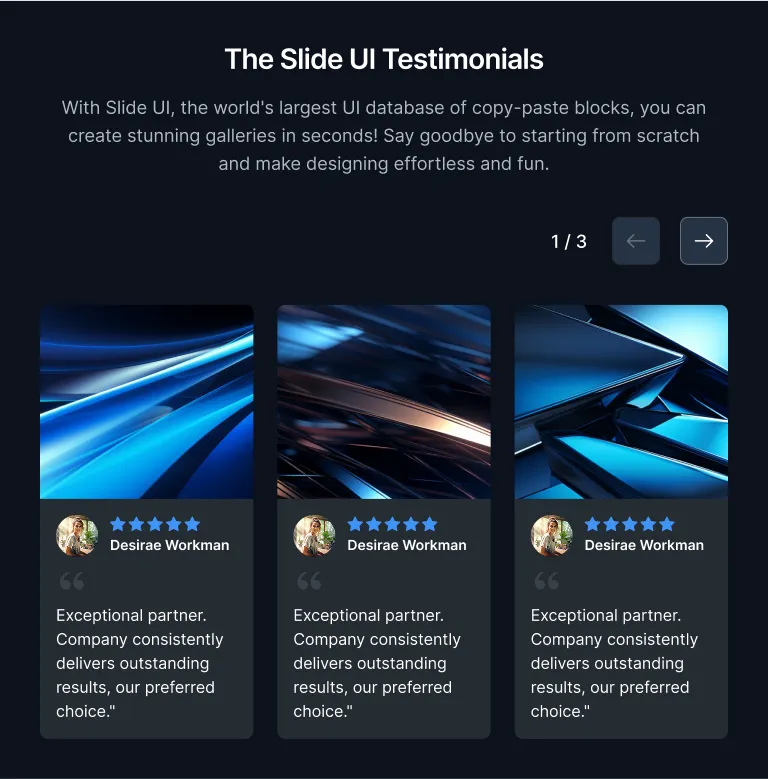 The Slide UI Testimonials
With Slide UI, the world's largest UI database of copy-paste blocks, you can
create stunning galleries in seconds! Say goodbye to starting from scratch
and make designing effortless and fun.
1 / 3
Desirae Workman
“
Exceptional partner.
Company consistently
delivers outstanding
results, our preferred
choice."
Desirae Workman
“
Exceptional partner.
Company consistently
delivers outstanding
results, our preferred
choice."
Desirae Workman
“
Exceptional partner.
Company consistently
delivers outstanding
results, our preferred
choice."